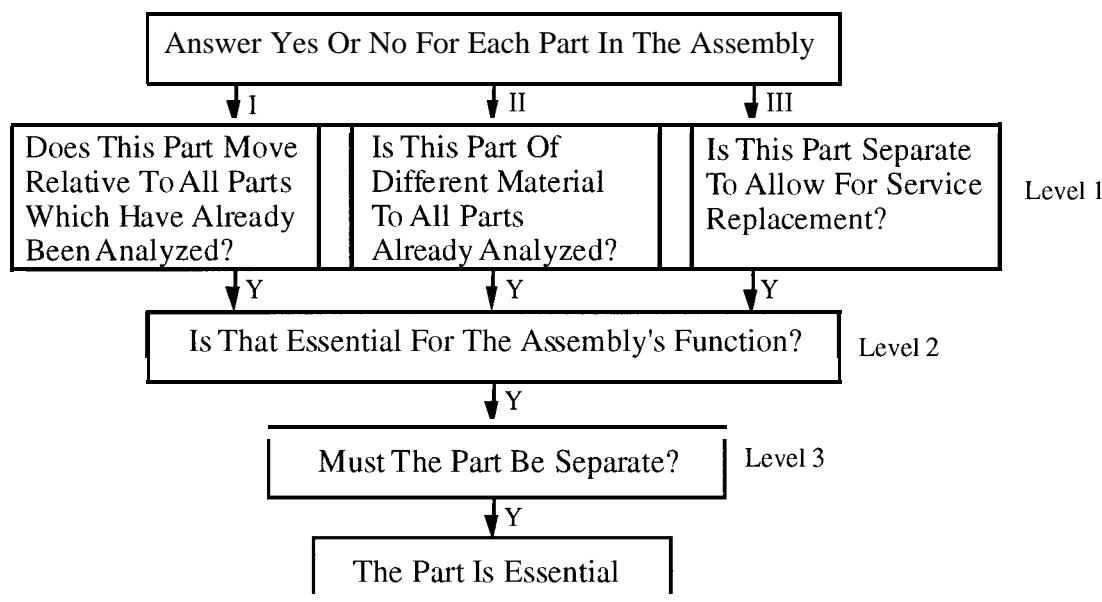 Answer Yes Or No For Each Part In The Assembly
I
II
III
Does This Part Move
Relative To All Parts
Which Have Already
Been Analyzed?
Is This Part Of
Different Material
To All Parts
Already Analyzed?
Is This Part Separate
To Allow For Service
Replacement?
Level 1
Y
Y
Y
Is That Essential For The Assembly's Function?
Level 2
Y
Must The Part Be Separate?
Level 3
Y
The Part Is Essential